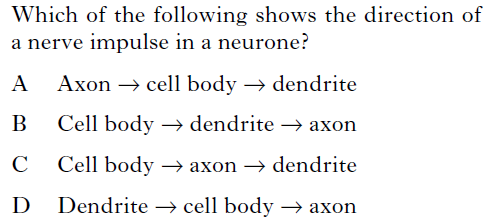 Which of the following shows the direction of
a nerve impulse in a neurone?
A Axon → cell body → dendrite
B Cell body → dendrite → axon
C Cell body → axon → dendrite
D Dendrite → cell body → axon